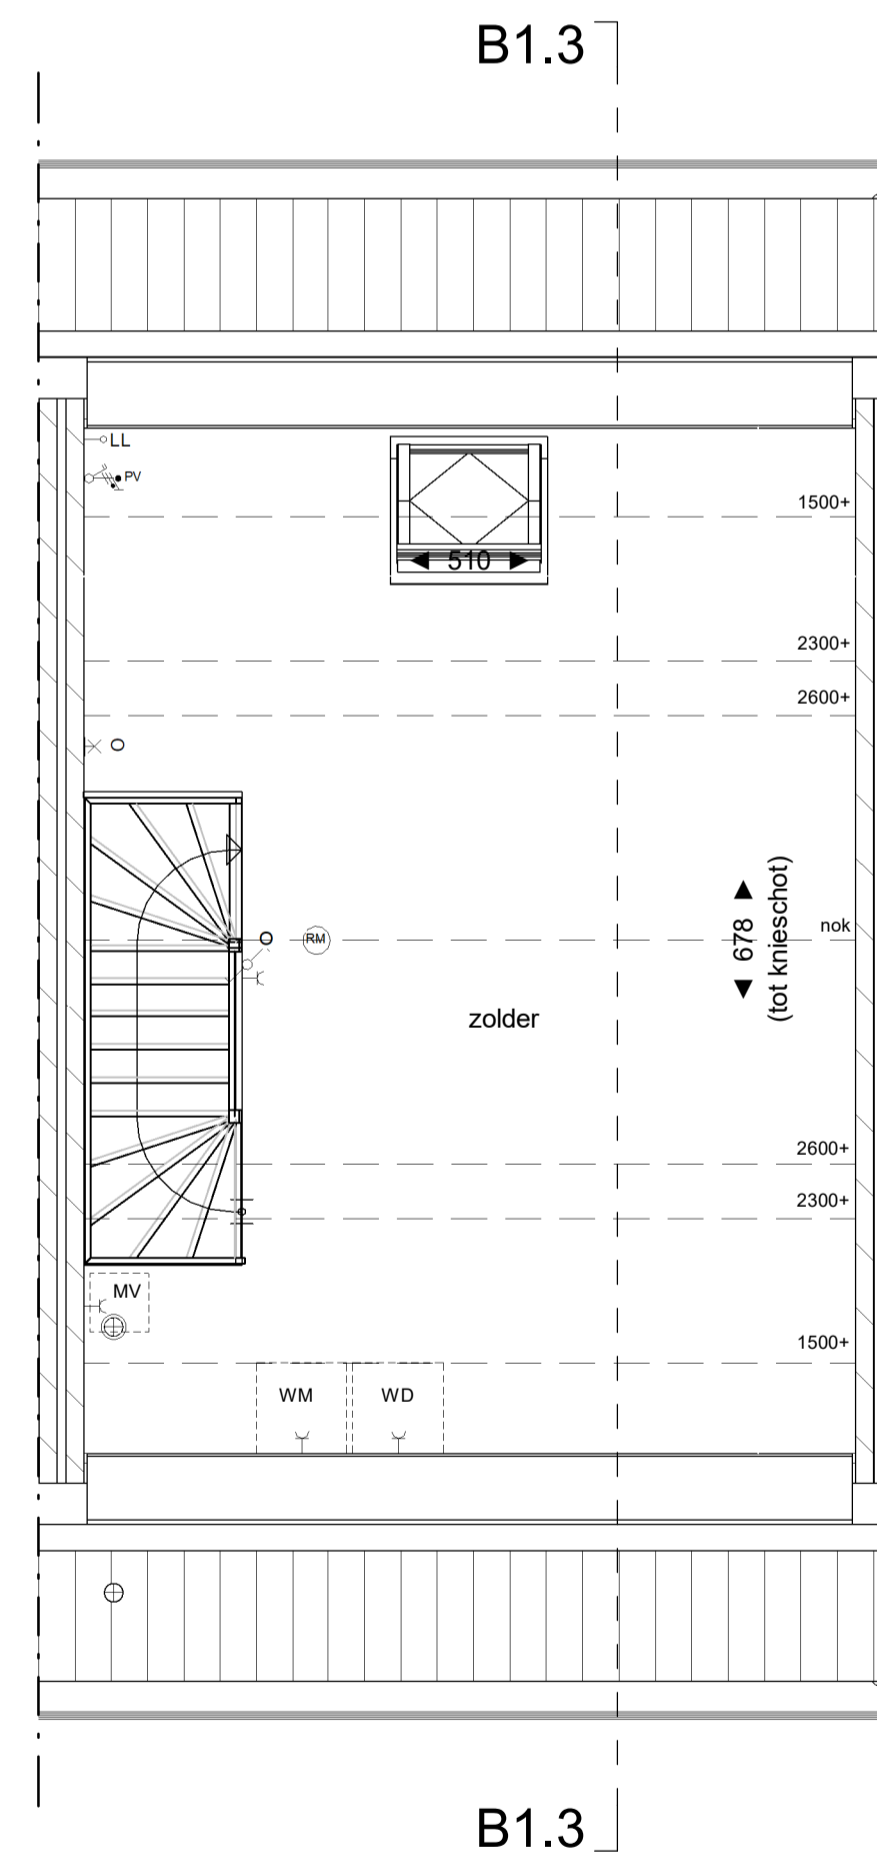 B1.3
LL
PV
1500+
◄ 510 ►
2300+
2600+
O
O
RM
nok
◄ 678 ►
(tot knieschot)
zolder
2600+
2300+
MV
1500+
WM
WD
B1.3